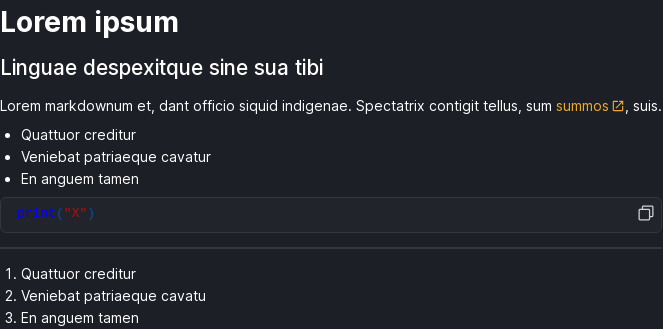 Lorem ipsum
Linguae despexitque sine sua tibi
Lorem markdownum et, dant officio siquid indigenae. Spectatrix contigit tellus, sum summos, suis.
• Quattuor creditur
• Veniebat patriaeque cavatur
• En anguem tamen
print("X")
1. Quattuor creditur
2. Veniebat patriaeque cavatu
3. En anguem tamen